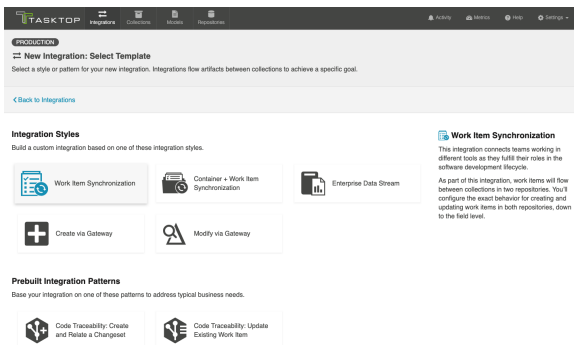 TASKTOP
Integrations
Collections
Models
Repositories
Activity
Metrics
Help
Settings
PRODUCTION
New Integration: Select Template
Select a style or pattern for your new integration. Integrations flow artifacts between collections to achieve a specific goal.
Back to Integrations
Integration Styles
Build a custom integration based on one of these integration styles.
Work Item Synchronization
Container + Work Item
Synchronization
Enterprise Data Stream
Create via Gateway
Modify via Gateway
Work Item Synchronization
This integration connects teams working in
different tools as they fulfill their roles in the
software development lifecycle.
As part of this integration, work items will flow
between collections in two repositories. You'll
configure the exact behavior for creating and
updating work items in both repositories, down
to the field level.
Prebuilt Integration Patterns
Base your integration on one of these patterns to address typical business needs.
Code Traceability: Create
and Relate a Changeset
Code Traceability: Update
Existing Work Item